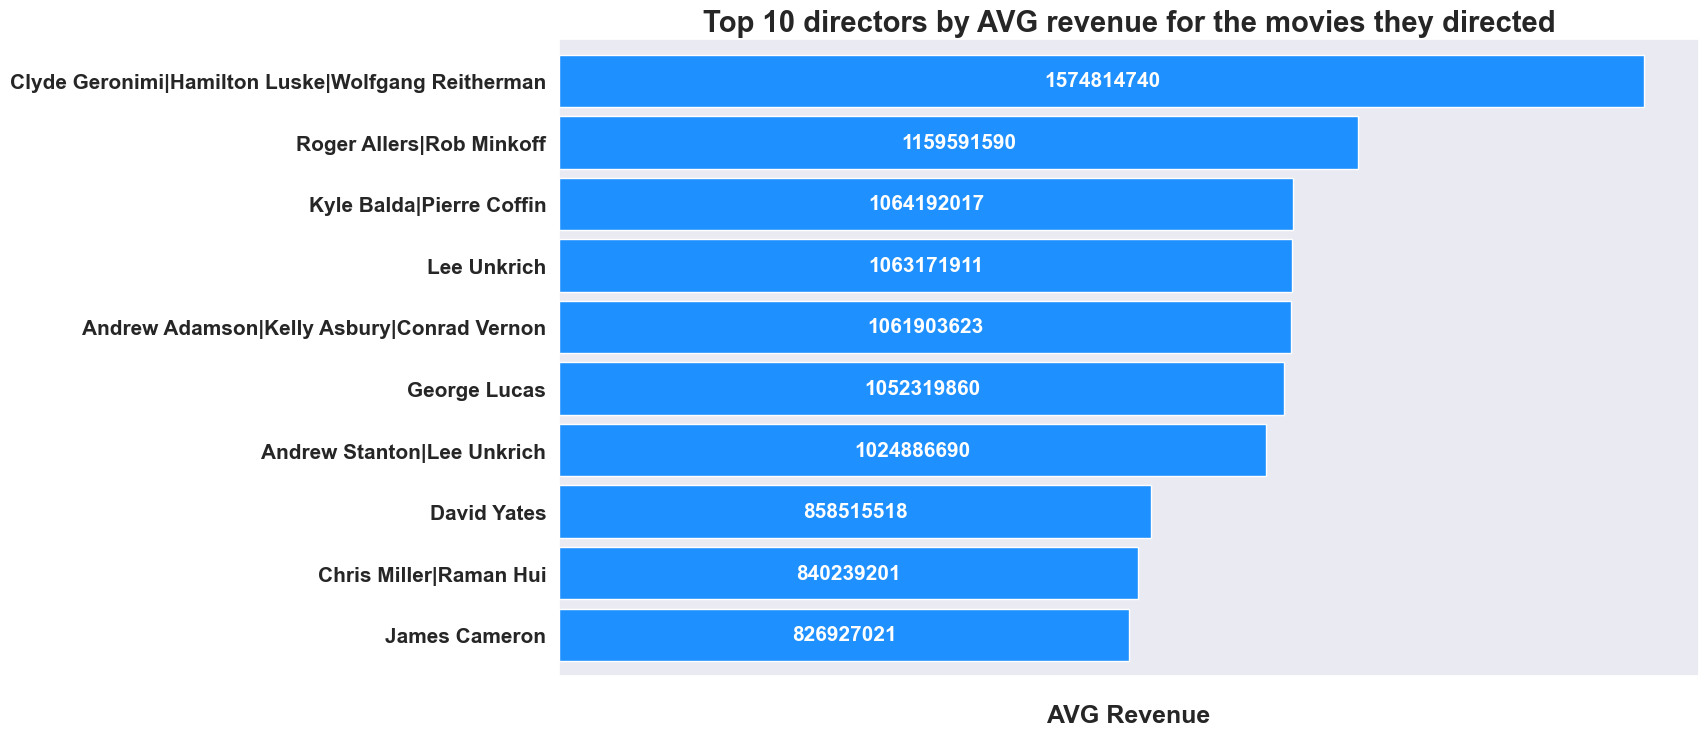 Top 10 directors by AVG revenue for the movies they directed
Clyde Geronimi|Hamilton Luske|Wolfgang Reitherman 1574814740
Roger Allers|Rob Minkoff 1159591590
Kyle Balda|Pierre Coffin 1064192017
Lee Unkrich 1063171911
Andrew Adamson|Kelly Asbury|Conrad Vernon 1061903623
George Lucas 1052319860
Andrew Stanton|Lee Unkrich 1024886690
David Yates 858515518
Chris Miller|Raman Hui 840239201
James Cameron 826927021
AVG Revenue